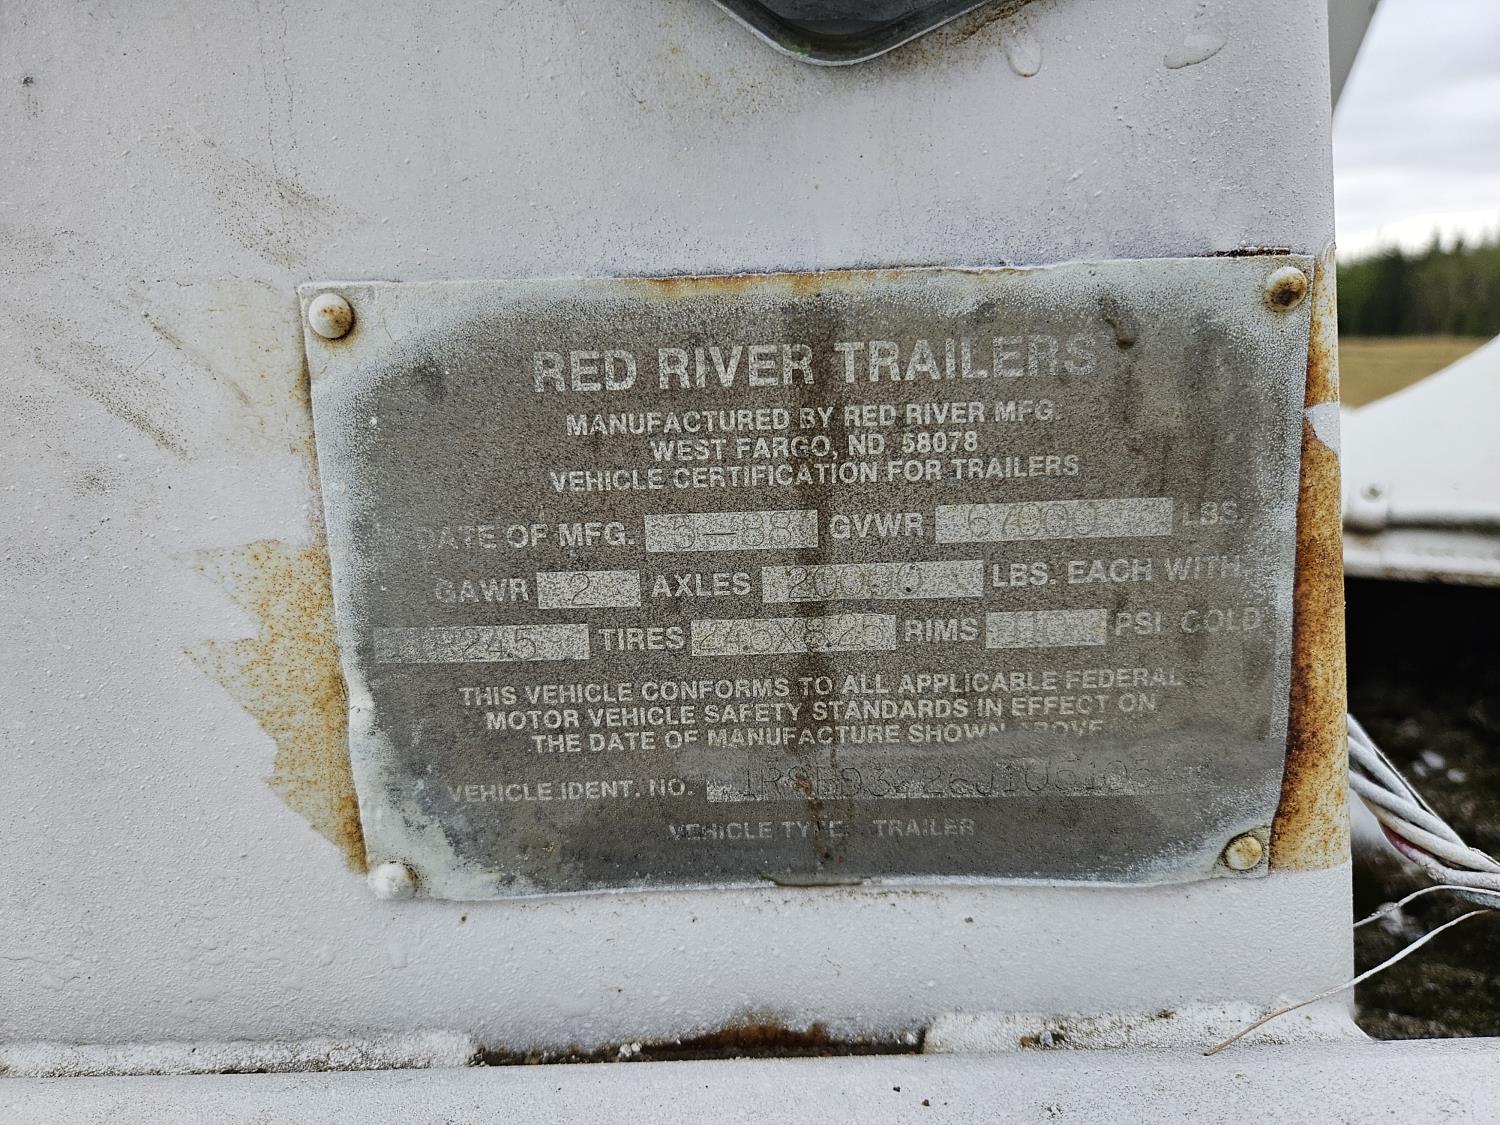 RED RIVER TRAILERS
MANUFACTURED BY RED RIVER MFG.
WEST FARGO, ND 58078
VEHICLE CERTIFICATION FOR TRAILERS
DATE OF MFG. GVWR LBS.
GAWR 2 AXLES LBS. EACH WITH
TIRES RIMS PSI COLD
THIS VEHICLE CONFORMS TO ALL APPLICABLE FEDERAL
MOTOR VEHICLE SAFETY STANDARDS IN EFFECT ON
THE DATE OF MANUFACTURE SHOWN ABOVE
VEHICLE IDENT. NO.
VEHICLE TYPE TRAILER